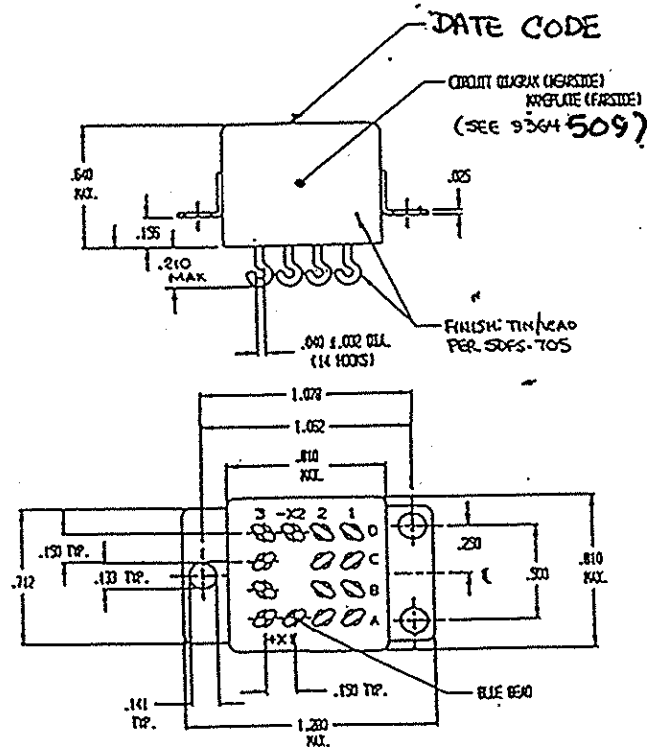 DATE CODE
CIRCUIT DIAGRAM (NEARSIDE)
NAMEPLATE (FARSIDE)
(SEE 9364 509)
.640
MAX.
.025
.155
.210
MAX
.040 ±.002 DIA.
(14 HOOKS)
FINISH: TIN/LEAD
PER SDFS-705
1.078
1.052
.810
MAX.
3 -X2 2 1
D
C
B
A
+X1
.150 TYP.
.133 TYP.
.712
.250
.500
.810
MAX.
.150 TYP.
BLUE BEAD
.141
TYP.
1.280
MAX.